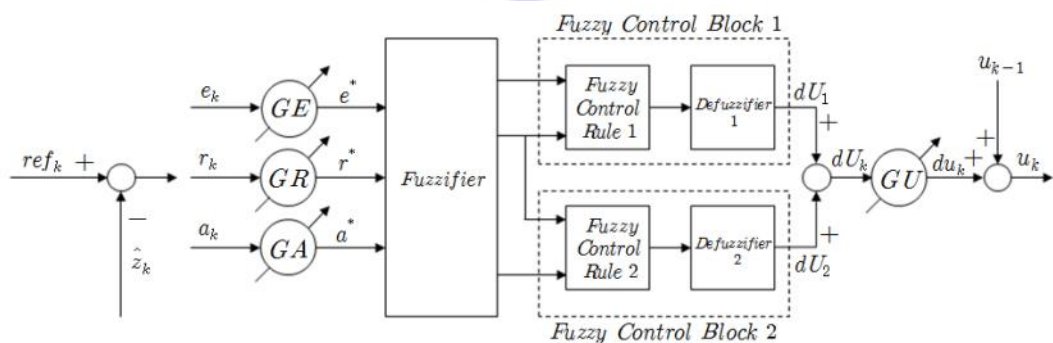 Fuzzy Control Block 1
ref_k +
−
ẑ_k
e_k
GE
e*
r_k
GR
r*
a_k
GA
a*
Fuzzifier
Fuzzy
Control
Rule 1
Defuzzifier
1
dU_1
+
Fuzzy
Control
Rule 2
Defuzzifier
2
+
dU_2
dU_k
GU
du_k
+
u_{k−1}
+
u_k
Fuzzy Control Block 2